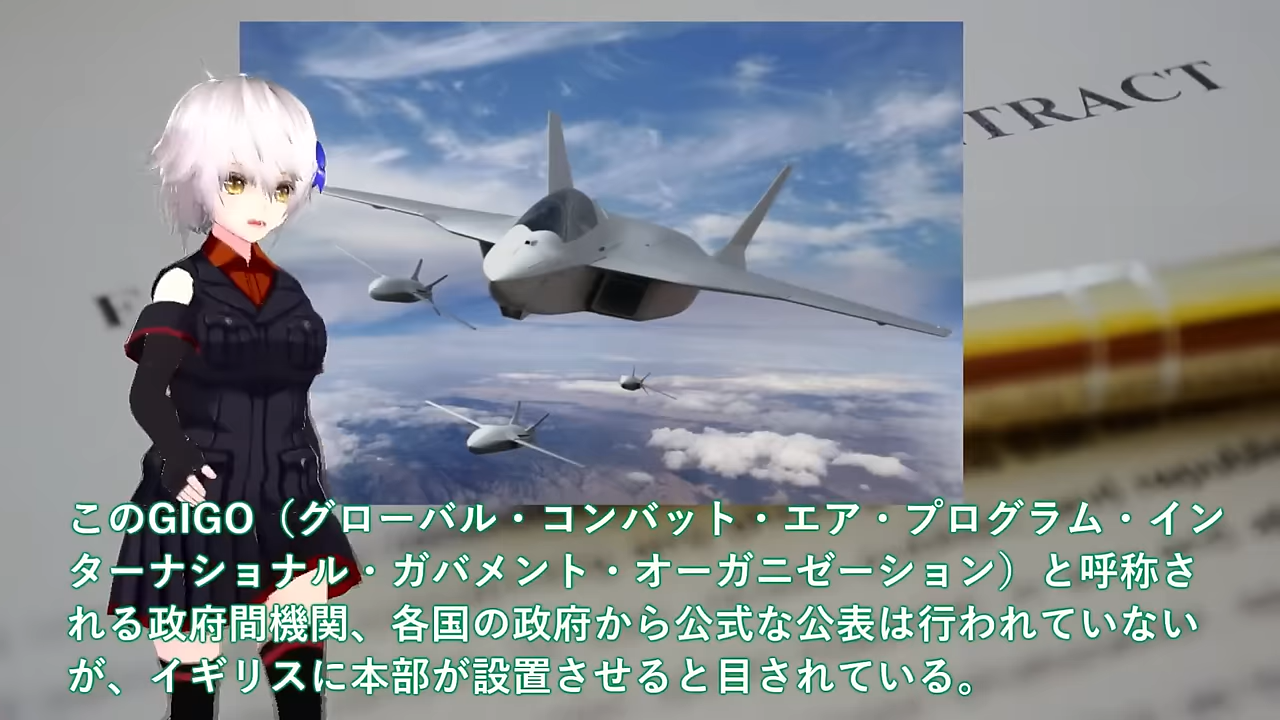 TRACT
このGIGO（グローバル・コンバット・エア・プログラム・イン
ターナショナル・ガバメント・オーガニゼーション）と呼称さ
れる政府間機関、各国の政府から公式な公表は行われていない
が、イギリスに本部が設置させると目されている。